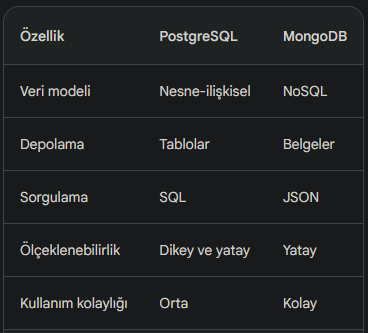 Özellik PostgreSQL MongoDB
Veri modeli Nesne-ilişkisel NoSQL
Depolama Tablolar Belgeler
Sorgulama SQL JSON
Ölçeklenebilirlik Dikey ve yatay Yatay
Kullanım kolaylığı Orta Kolay